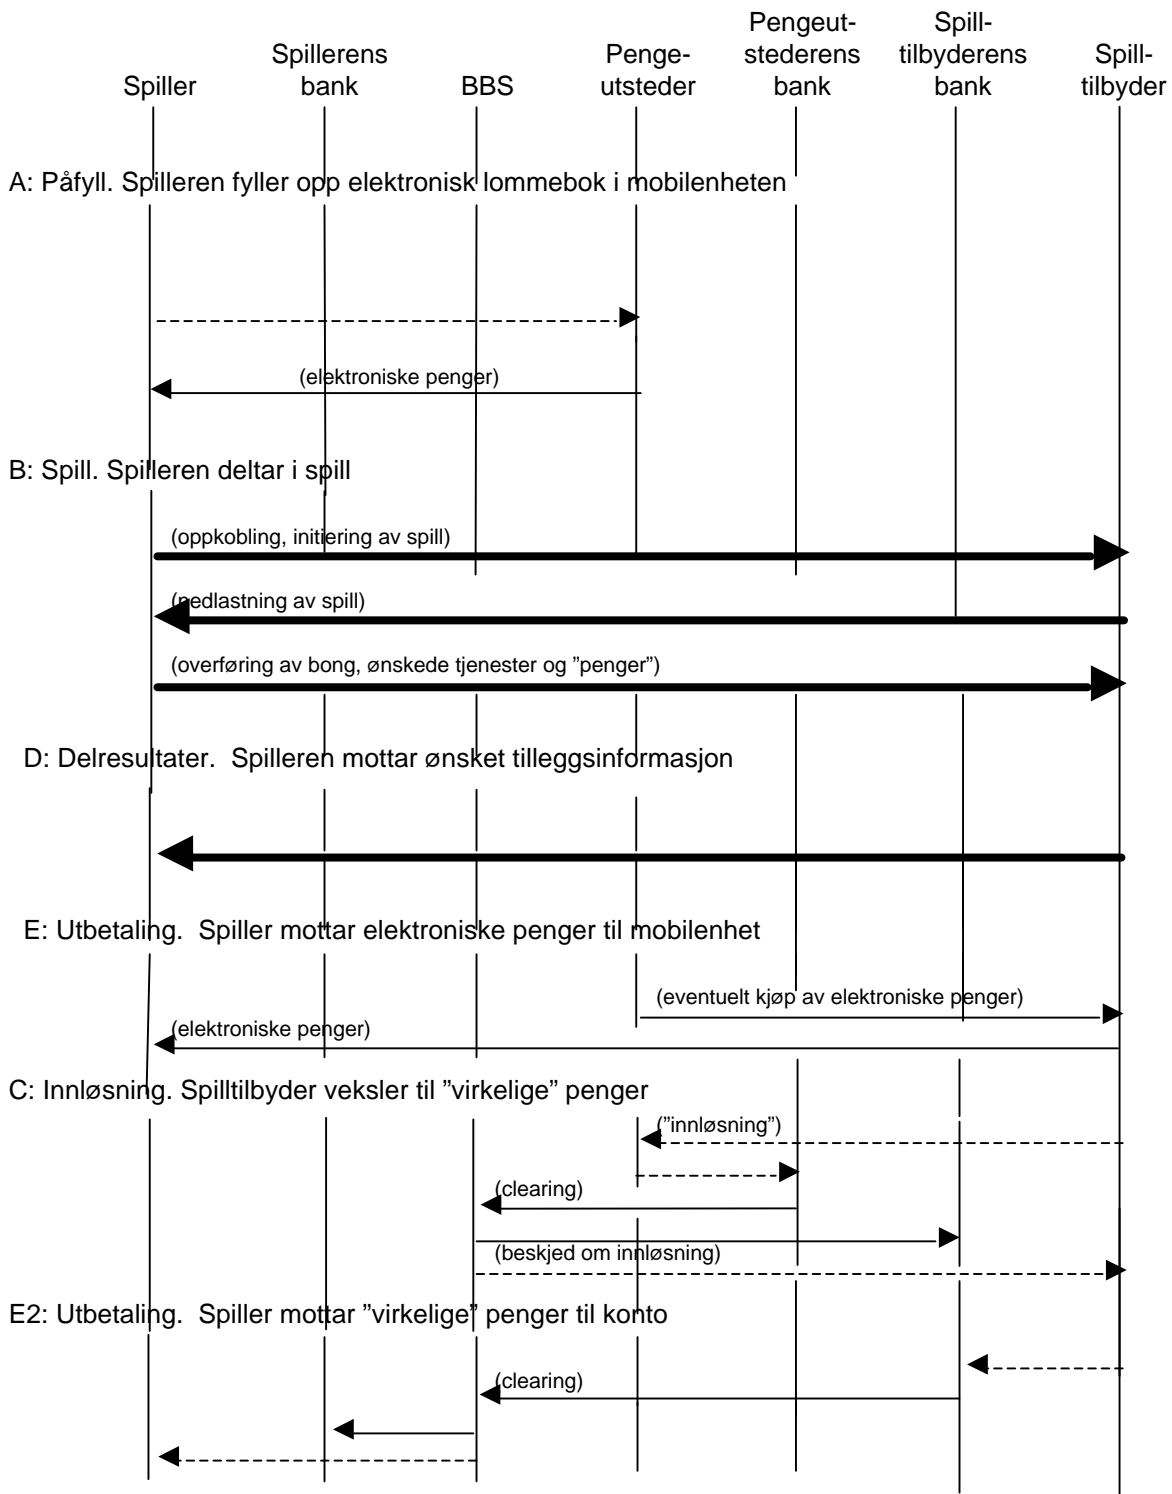 Spiller
Spillerens
bank
BBS
Penge-
utsteder
Pengeut-
stederens
bank
Spill-
tilbyderens
bank
Spill-
tilbyder
A: Påfyll. Spilleren fyller opp elektronisk lommebok i mobilenheten
(elektroniske penger)
B: Spill. Spilleren deltar i spill
(oppkobling, initiering av spill)
(nedlastning av spill)
(overføring av bong, ønskede tjenester og ”penger”)
D: Delresultater.  Spilleren mottar ønsket tilleggsinformasjon
E: Utbetaling.  Spiller mottar elektroniske penger til mobilenhet
(eventuelt kjøp av elektroniske penger)
(elektroniske penger)
C: Innløsning. Spilltilbyder veksler til ”virkelige” penger
(”innløsning”)
(clearing)
(beskjed om innløsning)
E2: Utbetaling.  Spiller mottar ”virkelige” penger til konto
(clearing)